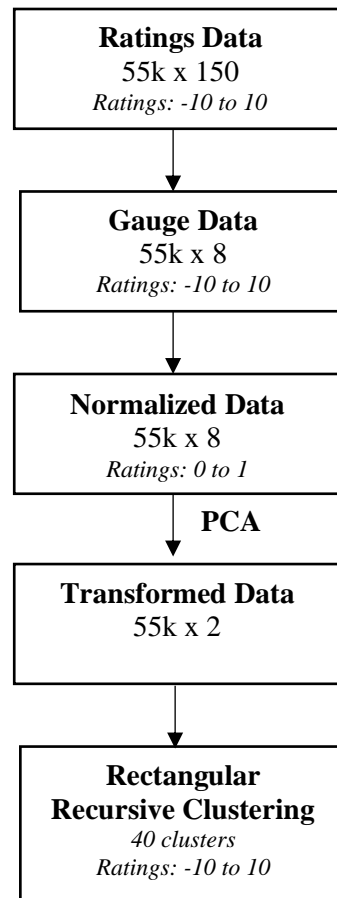 Ratings Data
55k x 150
Ratings: -10 to 10
Gauge Data
55k x 8
Ratings: -10 to 10
Normalized Data
55k x 8
Ratings: 0 to 1
PCA
Transformed Data
55k x 2
Rectangular
Recursive Clustering
40 clusters
Ratings: -10 to 10